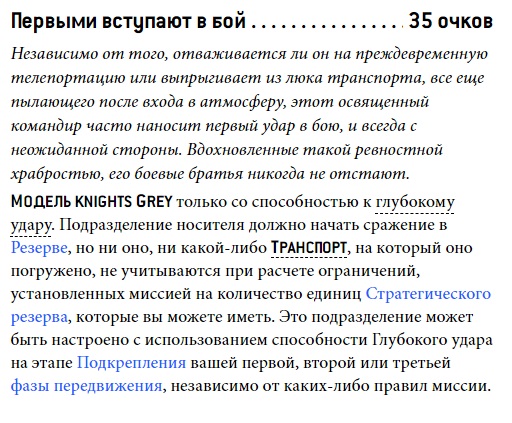 Первыми вступают в бой . . . . . . . . . . . . . . . . . 35 очков
Независимо от того, отваживается ли он на преждевременную
телепортацию или выпрыгивает из люка транспорта, все еще
пылающего после входа в атмосферу, этот освященный
командир часто наносит первый удар в бою, и всегда с
неожиданной стороны. Вдохновленные такой ревностной
храбростью, его боевые братья никогда не отстают.
МОДЕЛЬ KNIGHTS GREY только со способностью к глубокому
удару. Подразделение носителя должно начать сражение в
Резерве, но ни оно, ни какой-либо ТРАНСПОРТ, на который оно
погружено, не учитываются при расчете ограничений,
установленных миссией на количество единиц Стратегического
резерва, которые вы можете иметь. Это подразделение может
быть настроено с использованием способности Глубокого удара
на этапе Подкрепления вашей первой, второй или третьей
фазы передвижения, независимо от каких-либо правил миссии.